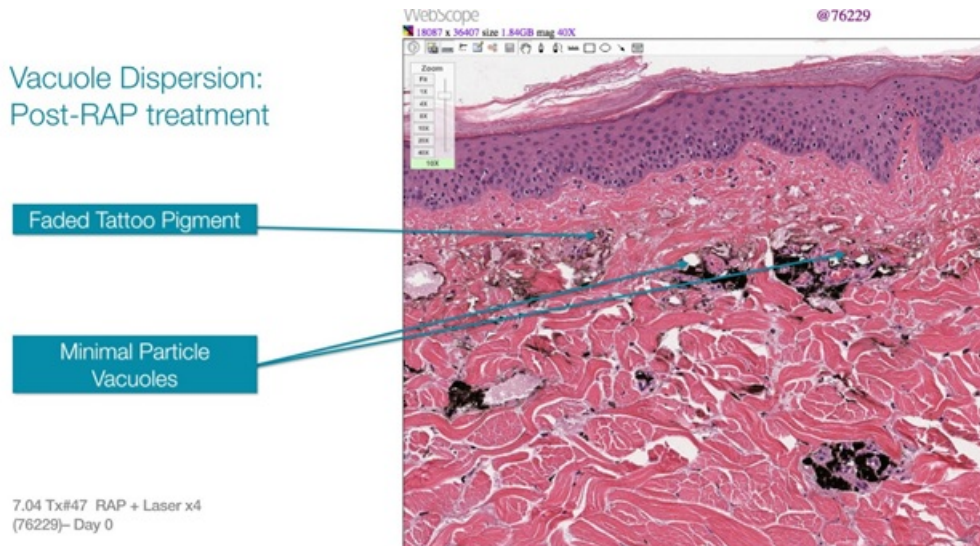 WebScope
@76229
18087 x 36407 size 1.84GB mag 40X
Vacuole Dispersion:
Post-RAP treatment
Zoom
Fit
1X
4X
8X
10X
20X
40X
10X
Faded Tattoo Pigment
Minimal Particle
Vacuoles
7.04 Tx#47 RAP + Laser x4
(76229)– Day 0